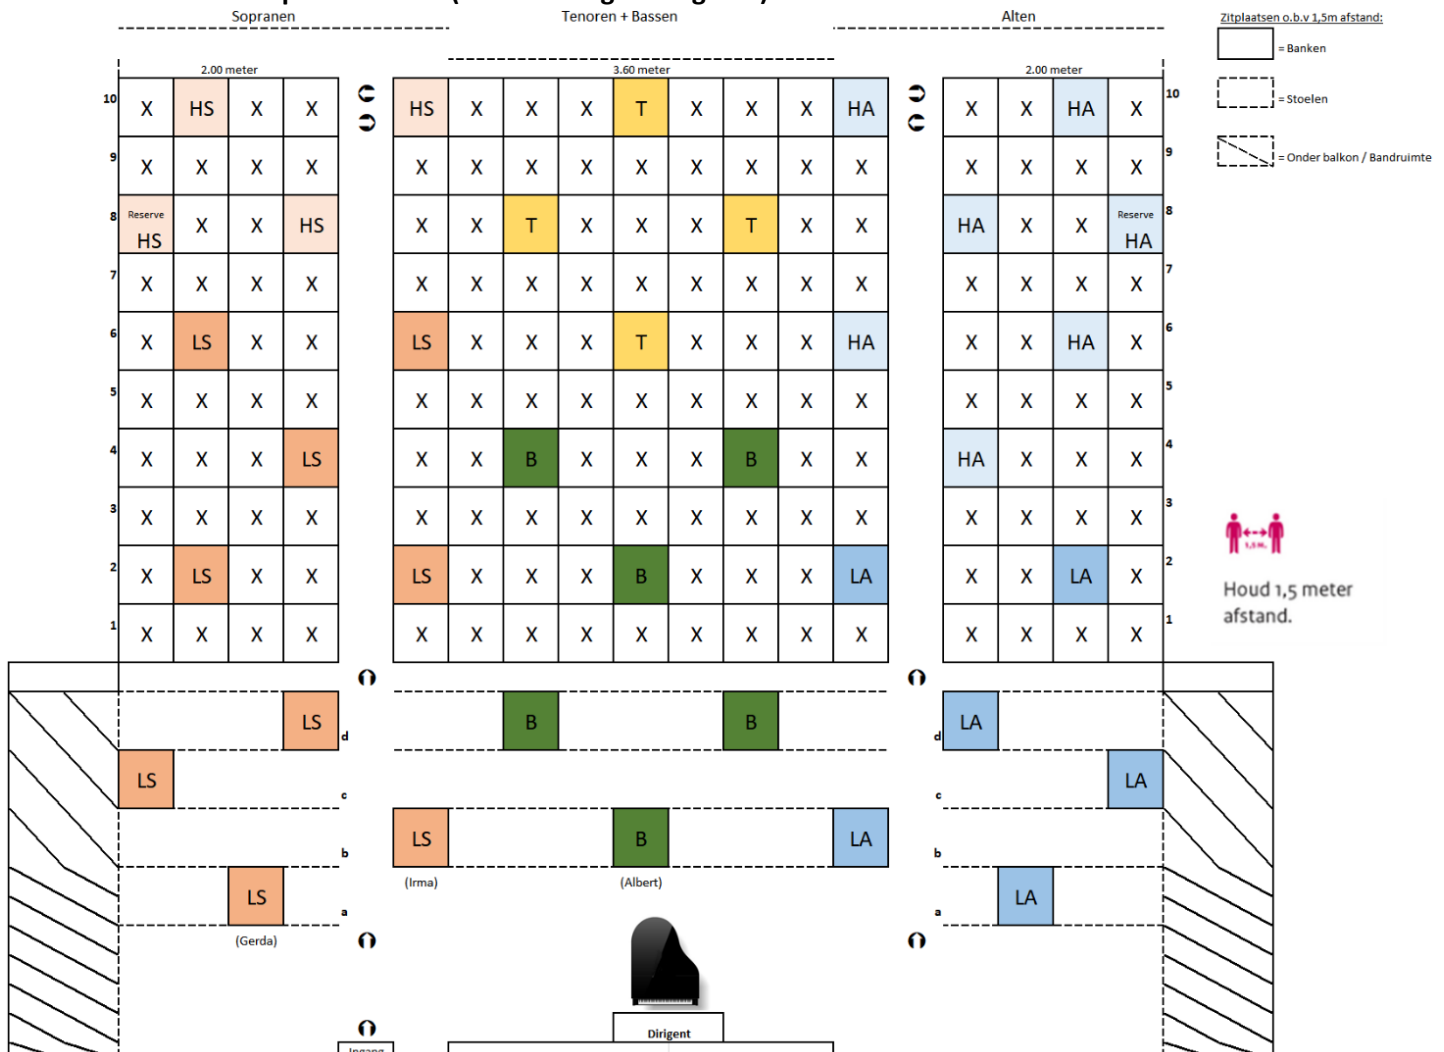 Sopranen Tenoren + Bassen Alten Zitplaatsen o.b.v 1,5m afstand:
= Banken
2.00 meter 3.60 meter 2.00 meter
10 X HS X X HS X X X T X X X HA X X HA X 10
= Stoelen
9 X X X X X X X X X X X X X X X X X 9
= Onder balkon / Bandruimte
8 Reserve HS X X HS X X T X X X T X X HA X X Reserve HA 8
7 X X X X X X X X X X X X X X X X X 7
6 X LS X X LS X X X T X X X HA X X HA X 6
5 X X X X X X X X X X X X X X X X X 5
4 X X X LS X X B X X X B X X HA X X X 4
3 X X X X X X X X X X X X X X X X X 3
1,5 M.
2 X LS X X LS X X X B X X X LA X X LA X 2
Houd 1,5 meter
afstand.
1 X X X X X X X X X X X X X X X X X 1
LS d B B d LA
LS c c LA
b LS B LA b
(Irma) (Albert)
LS a a LA
(Gerda)
Dirigent